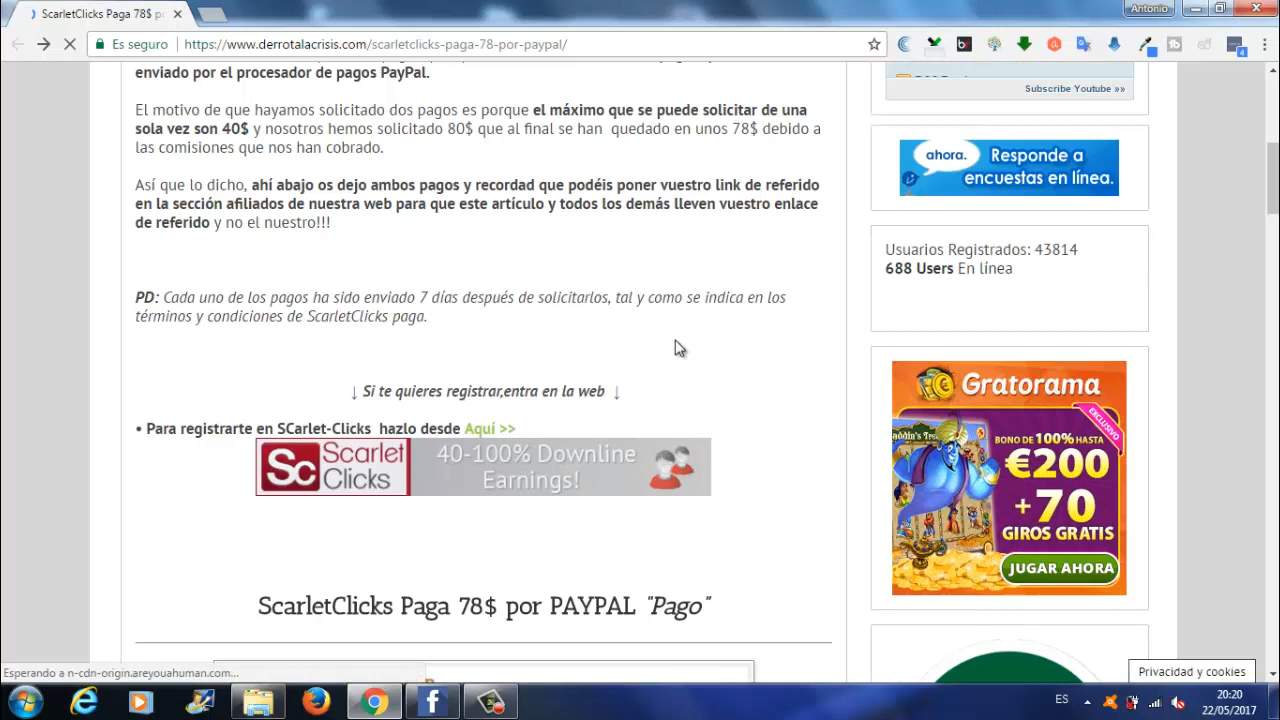 ScarletClicks Paga 78$ po
Antonio
Es seguro
https://www.derrotalacrisis.com/scarletclicks-paga-78-por-paypal/
enviado por el procesador de pagos PayPal.
El motivo de que hayamos solicitado dos pagos es porque el máximo que se puede solicitar de una
sola vez son 40$ y nosotros hemos solicitado 80$ que al final se han quedado en unos 78$ debido a
las comisiones que nos han cobrado.
Así que lo dicho, ahí abajo os dejo ambos pagos y recordad que podéis poner vuestro link de referido
en la sección afiliados de nuestra web para que este artículo y todos los demás lleven vuestro enlace
de referido y no el nuestro!!!
PD: Cada uno de los pagos ha sido enviado 7 días después de solicitarlos, tal y como se indica en los
términos y condiciones de ScarletClicks paga.
↓ Si te quieres registrar,entra en la web ↓
• Para registrarte en SCarlet-Clicks hazlo desde Aquí >>
Sc Scarlet
Clicks
40-100% Downline
Earnings!
ScarletClicks Paga 78$ por PAYPAL "Pago"
Subscribe Youtube »»
ahora.
Responde a
encuestas en línea.
Usuarios Registrados: 43814
688 Users En línea
Gratorama
EXCLUSIVO
BONO DE 100% HASTA
€200
+70
GIROS GRATIS
JUGAR AHORA
Privacidad y cookies
Esperando a n-cdn-origin.areyouahuman.com...
ES
20:20
22/05/2017